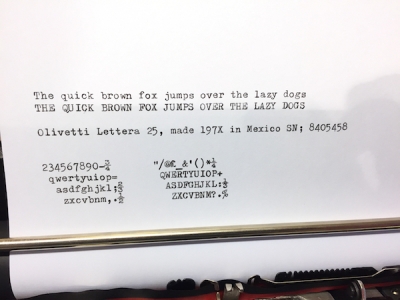 The quick brown fox jumps over the lazy dogs
THE QUICK BROWN FOX JUMPS OVER THE LAZY DOGS
Olivetti Lettera 25, made 197X in Mexico SN; 8405458
234567890-¾
qwertyuiop=
asdfghjkl;⅔
zxcvbnm,.½
"/@£_&'()*¼
QWERTYUIOP+
ASDFGHJKL:⅓
ZXCVBNM?.%